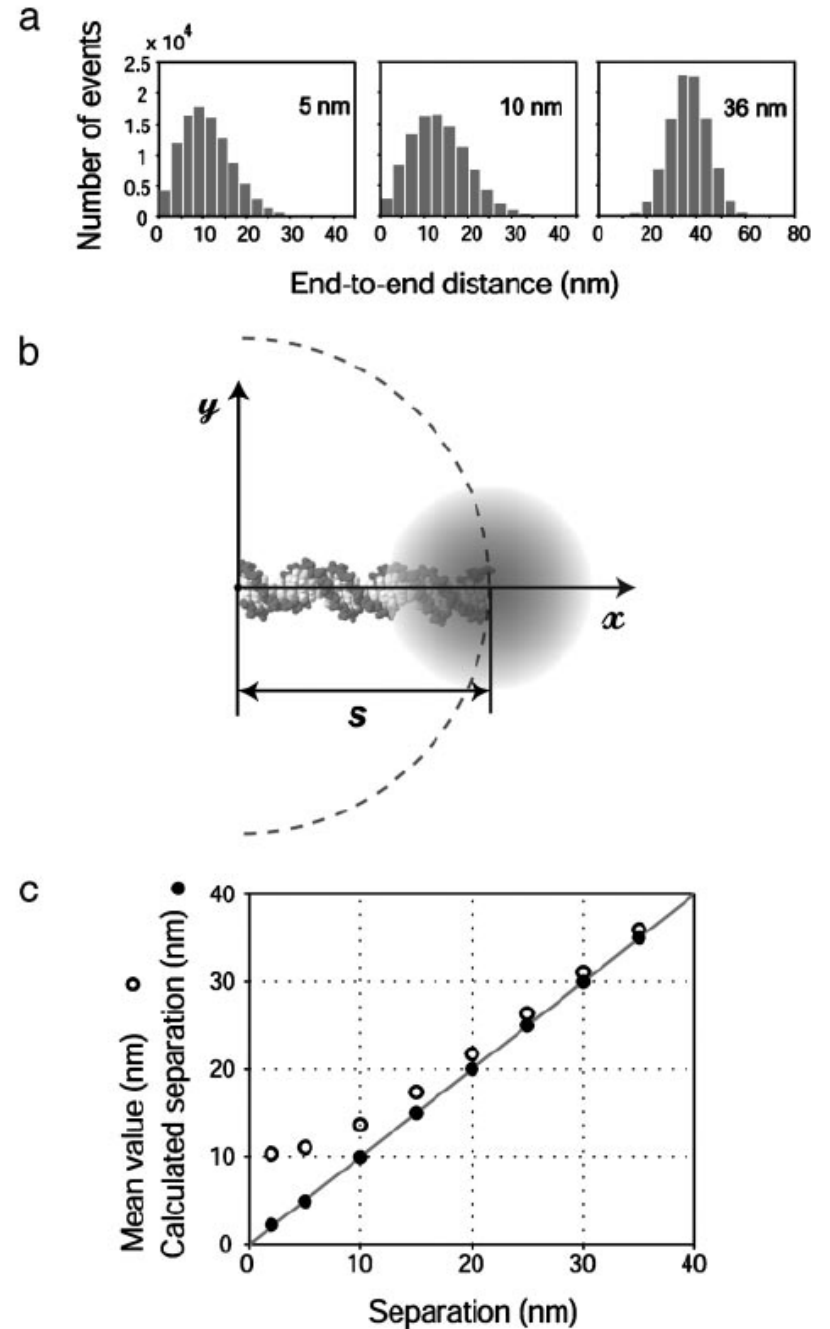 a
Number of events
x 10⁴
2.5
2
1.5
1
0.5
0
5 nm
10 nm
36 nm
0 10 20 30 40
0 10 20 30 40
0 20 40 60 80
End-to-end distance (nm)
b
y
x
s
c
Mean value (nm)
Calculated separation (nm)
40
30
20
10
0
0 10 20 30 40
Separation (nm)